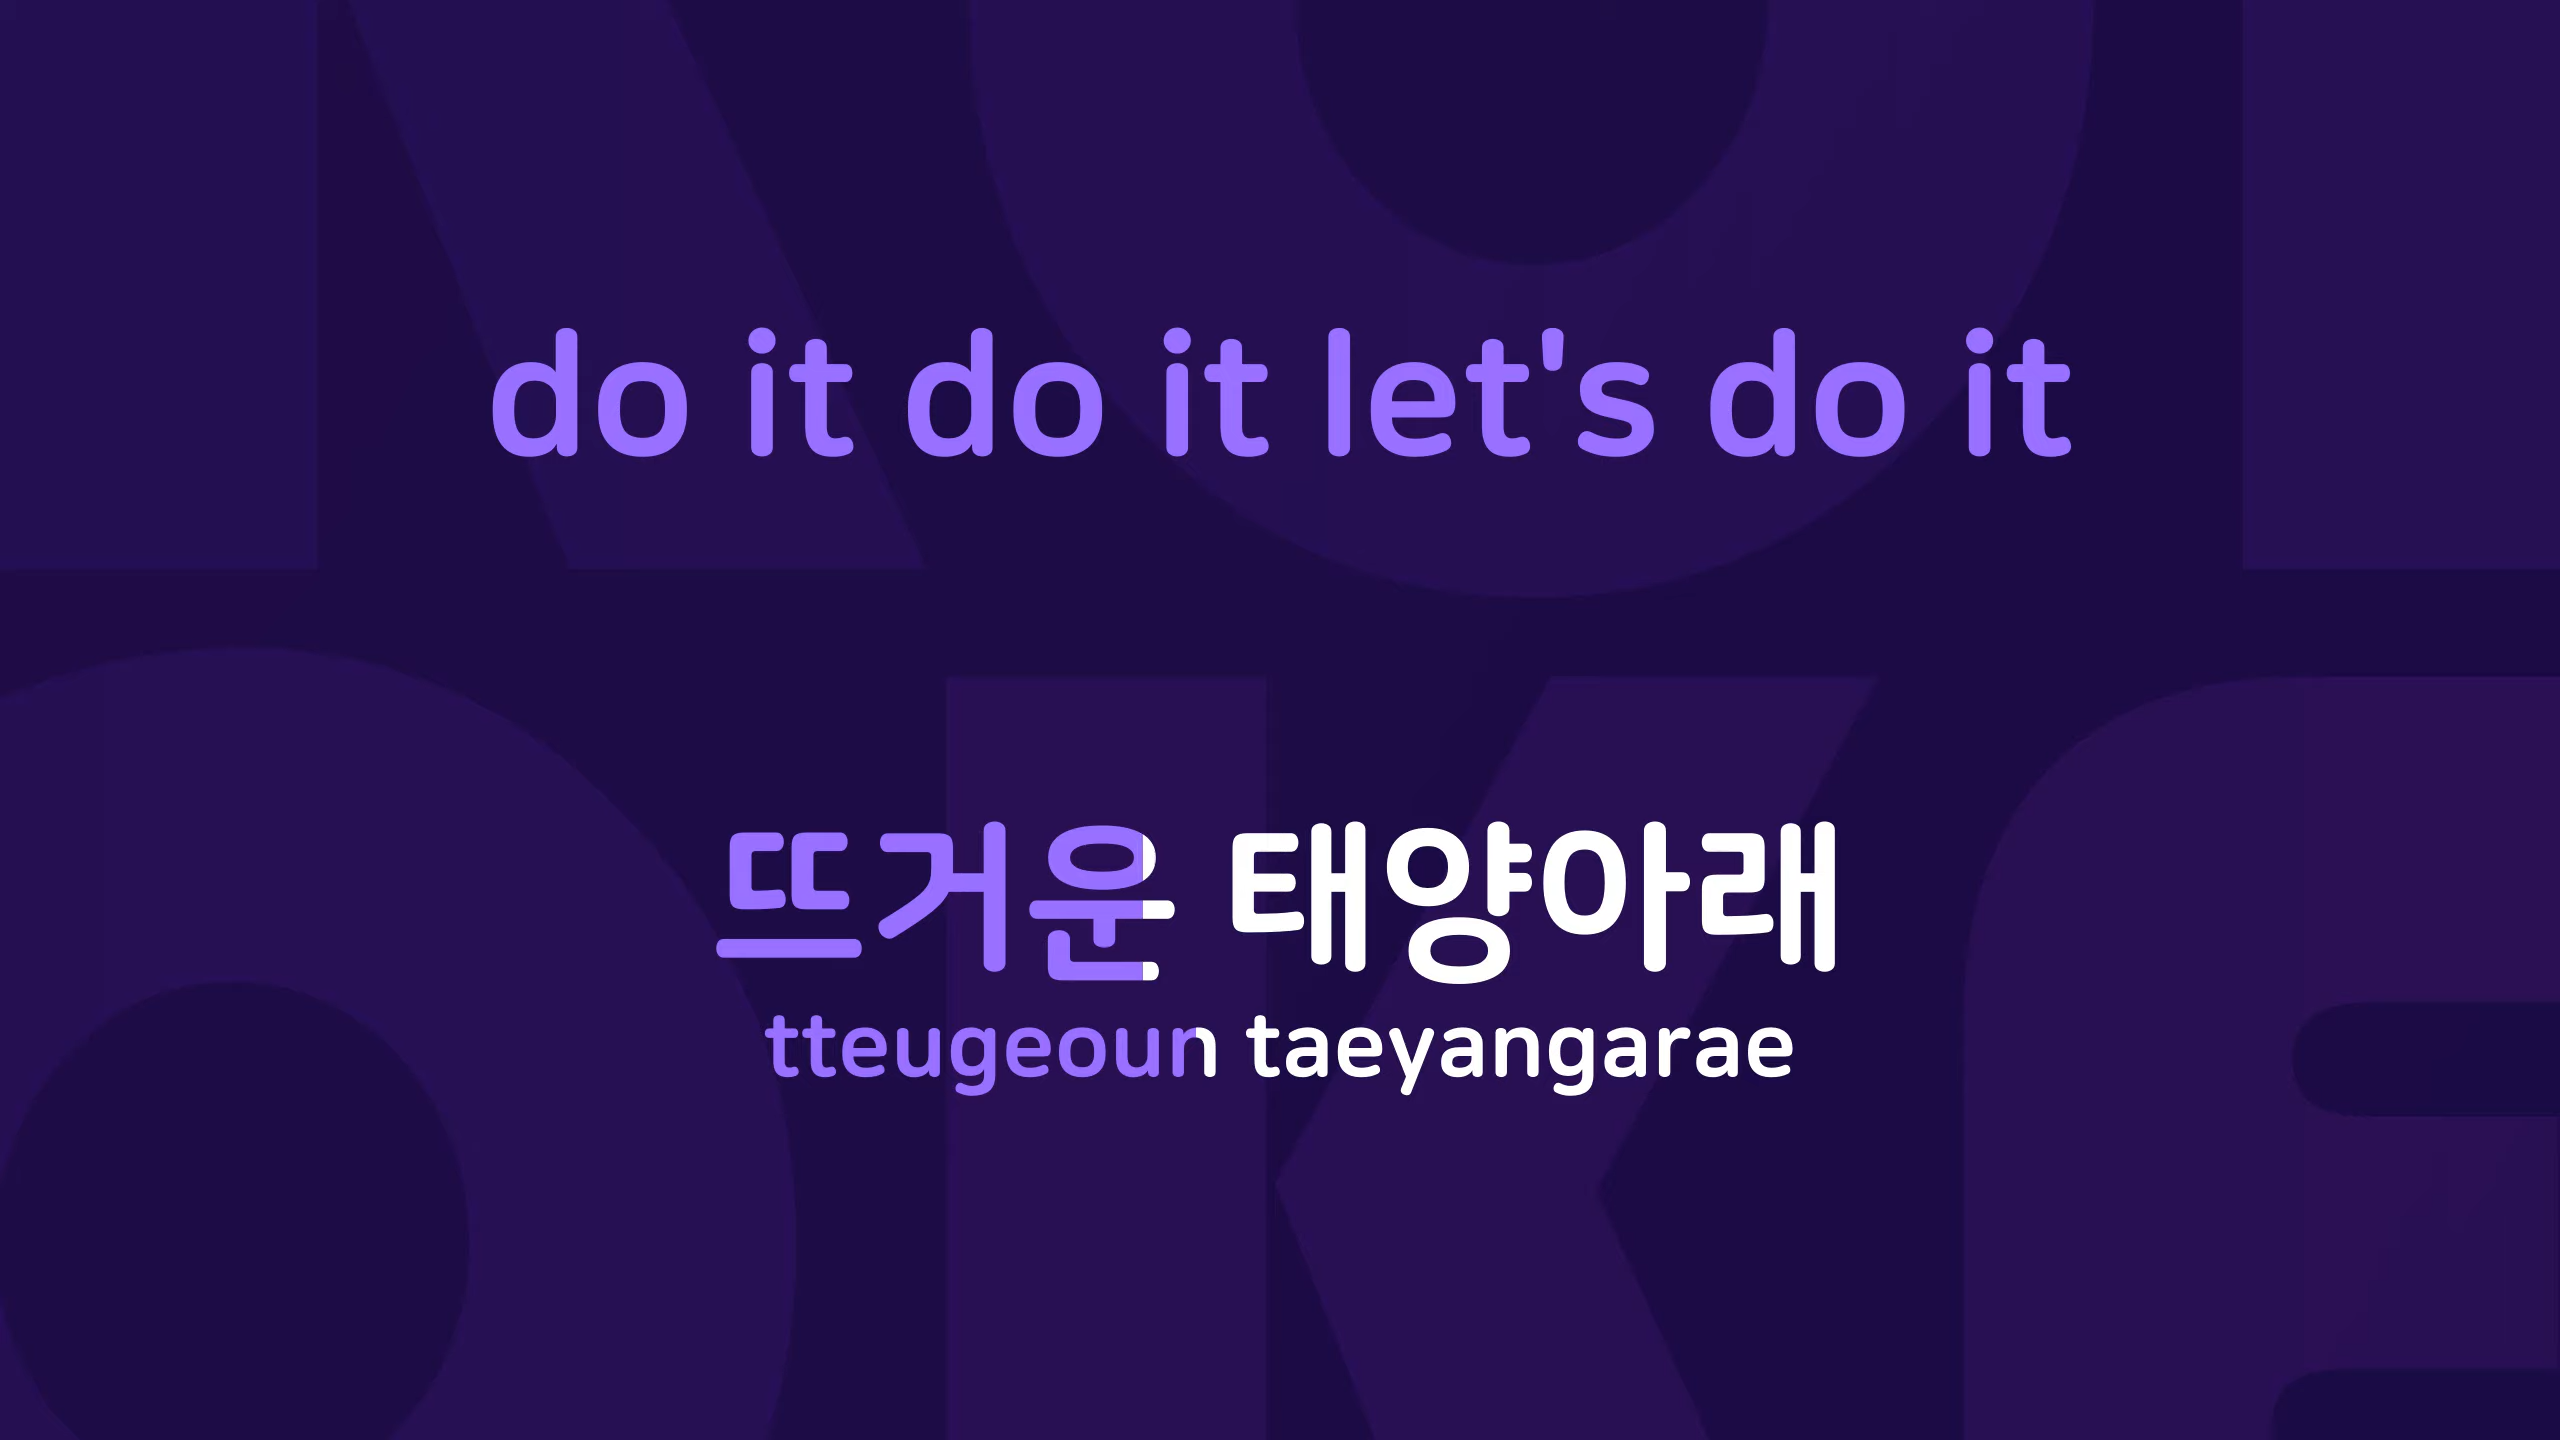 do it do it let's do it
뜨거운 태양아래
tteugeoun taeyangarae